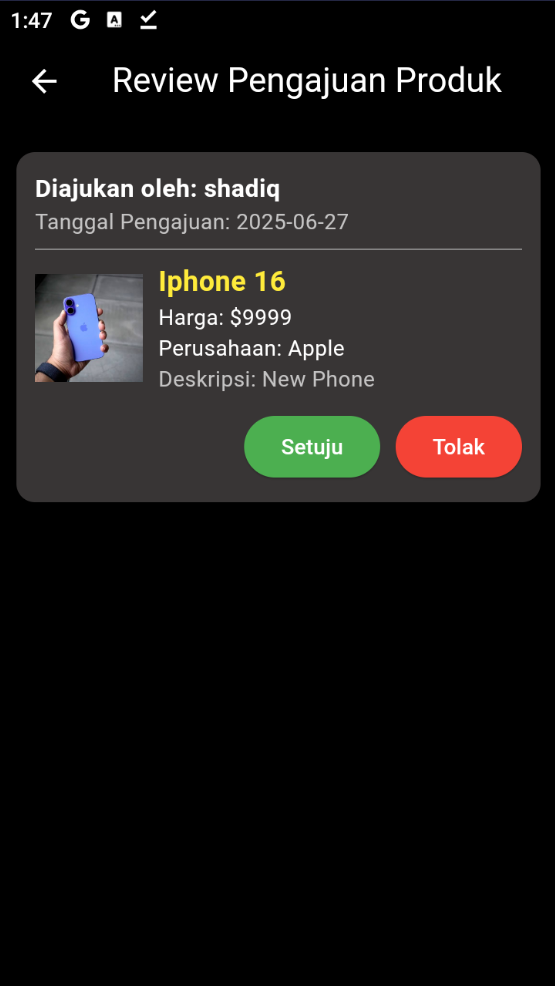 1:47
Review Pengajuan Produk
Diajukan oleh: shadiq
Tanggal Pengajuan: 2025-06-27
Iphone 16
Harga: $9999
Perusahaan: Apple
Deskripsi: New Phone
Setuju Tolak